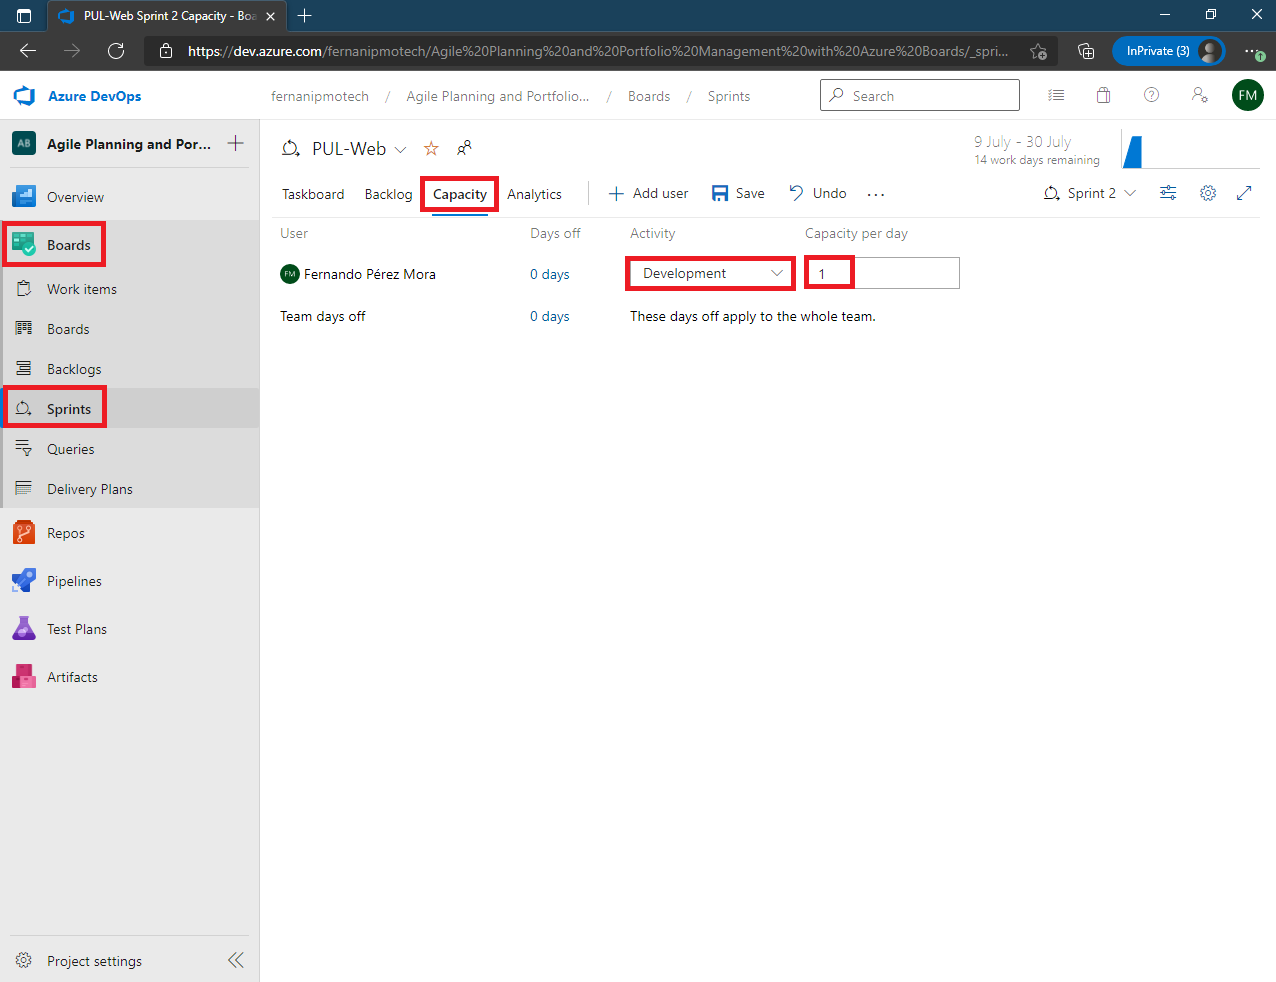 PUL-Web Sprint 2 Capacity - Boa
https://dev.azure.com/fernanipmotech/Agile%20Planning%20and%20Portfolio%20Management%20with%20Azure%20Boards/_spri...
InPrivate (3)
Azure DevOps
fernanipmotech / Agile Planning and Portfolio... / Boards / Sprints
Search
FM
AB Agile Planning and Por...
PUL-Web
9 July - 30 July
14 work days remaining
Overview
Boards
Work items
Boards
Backlogs
Sprints
Queries
Delivery Plans
Repos
Pipelines
Test Plans
Artifacts
Project settings
Taskboard Backlog Capacity Analytics Add user Save Undo ... Sprint 2
User Days off Activity Capacity per day
FM Fernando Pérez Mora 0 days Development 1
Team days off 0 days These days off apply to the whole team.